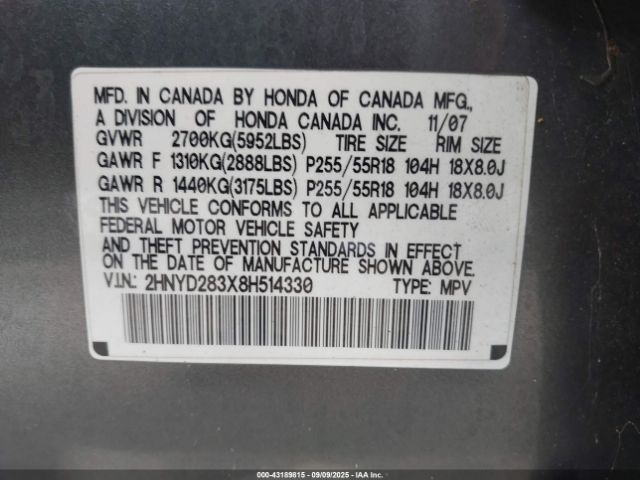 MFD. IN CANADA BY HONDA OF CANADA MFG.,
A DIVISION OF HONDA CANADA INC. 11/07
GVWR 2700KG(5952LBS) TIRE SIZE RIM SIZE
GAWR F 1310KG(2888LBS) P255/55R18 104H 18X8.0J
GAWR R 1440KG(3175LBS) P255/55R18 104H 18X8.0J
THIS VEHICLE CONFORMS TO ALL APPLICABLE
FEDERAL MOTOR VEHICLE SAFETY
AND THEFT PREVENTION STANDARDS IN EFFECT
ON THE DATE OF MANUFACTURE SHOWN ABOVE.
V.I.N.: 2HNYD283X8H514330 TYPE: MPV
000-43189815 - 09/09/2025 - IAA Inc.